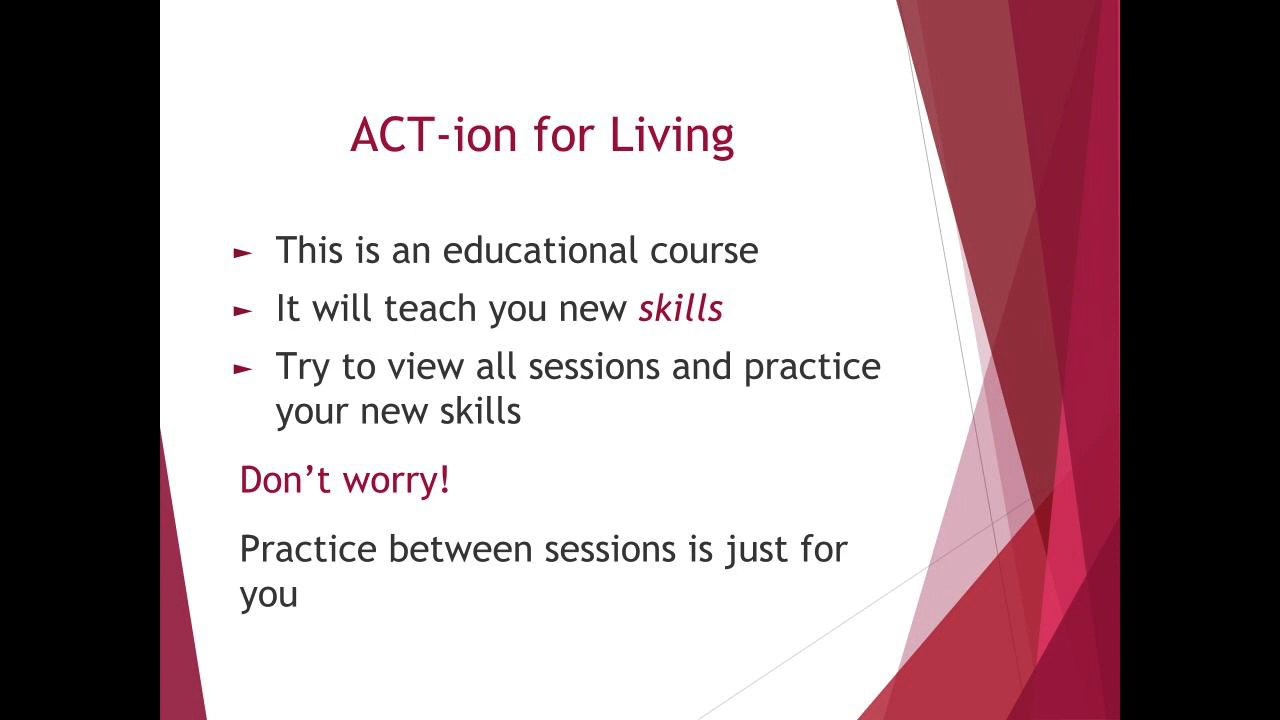 ACT-ion for Living
► This is an educational course
► It will teach you new skills
► Try to view all sessions and practice
your new skills
Don’t worry!
Practice between sessions is just for
you